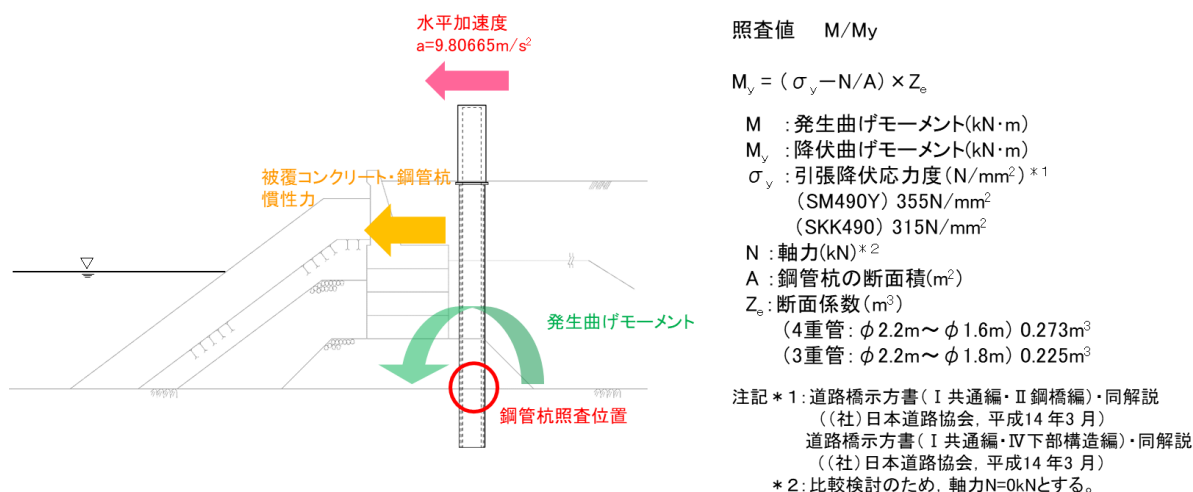 水平加速度
a=9.80665m/s²
被覆コンクリート・鋼管杭
慣性力
発生曲げモーメント
鋼管杭照査位置
照査値　M/My
My = (σy－N/A)×Ze
M ：発生曲げモーメント(kN･m)
My ：降伏曲げモーメント(kN･m)
σy ：引張降伏応力度(N/mm²)＊1
(SM490Y) 355N/mm²
(SKK490) 315N/mm²
N ：軸力(kN)＊2
A ：鋼管杭の断面積(m²)
Ze：断面係数(m³)
(4重管：φ2.2m～φ1.6m) 0.273m³
(3重管：φ2.2m～φ1.8m) 0.225m³
注記＊1：道路橋示方書(Ⅰ共通編・Ⅱ鋼橋編)・同解説
((社)日本道路協会，平成14年3月)
道路橋示方書(Ⅰ共通編・Ⅳ下部構造編)・同解説
((社)日本道路協会，平成14年3月)
＊2：比較検討のため，軸力N=0kNとする。